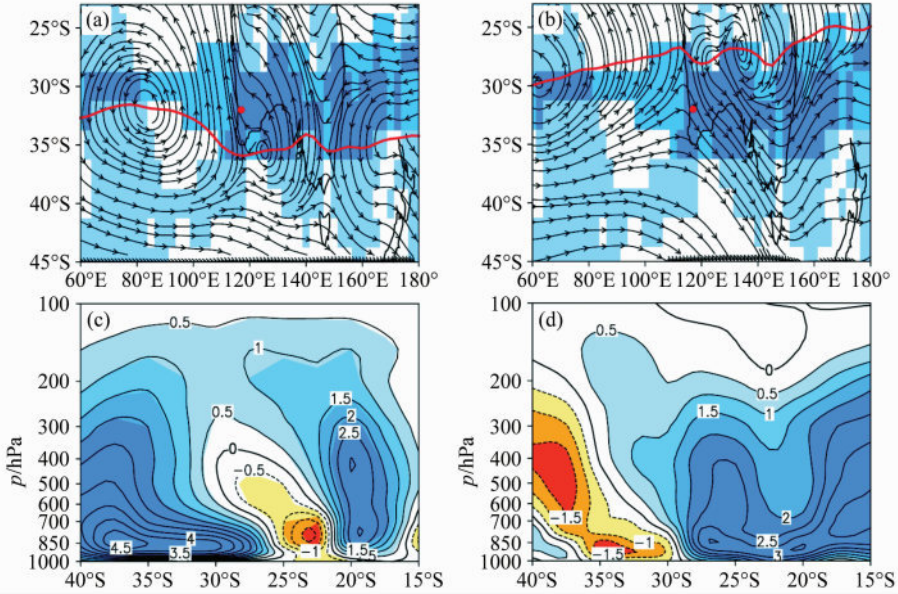 (a)
(b)
25°S
30°S
35°S
40°S
45°S
60°E 80°E 100°E 120°E 140°E 160°E 180°
25°S
30°S
35°S
40°S
45°S
60°E 80°E 100°E 120°E 140°E 160°E 180°
(c)
(d)
p/hPa
100
200
300
400
500
600
700
850
1000
0.5
1
1.5
2
2.5
0.5
0
−0.5
−1
4
4.5
3.5
1.5
40°S 35°S 30°S 25°S 20°S 15°S
p/hPa
100
200
300
400
500
600
700
850
1000
0.5
0
0.5
1
1.5
2
2.5
3
−1.5
−1.5
−1
40°S 35°S 30°S 25°S 20°S 15°S